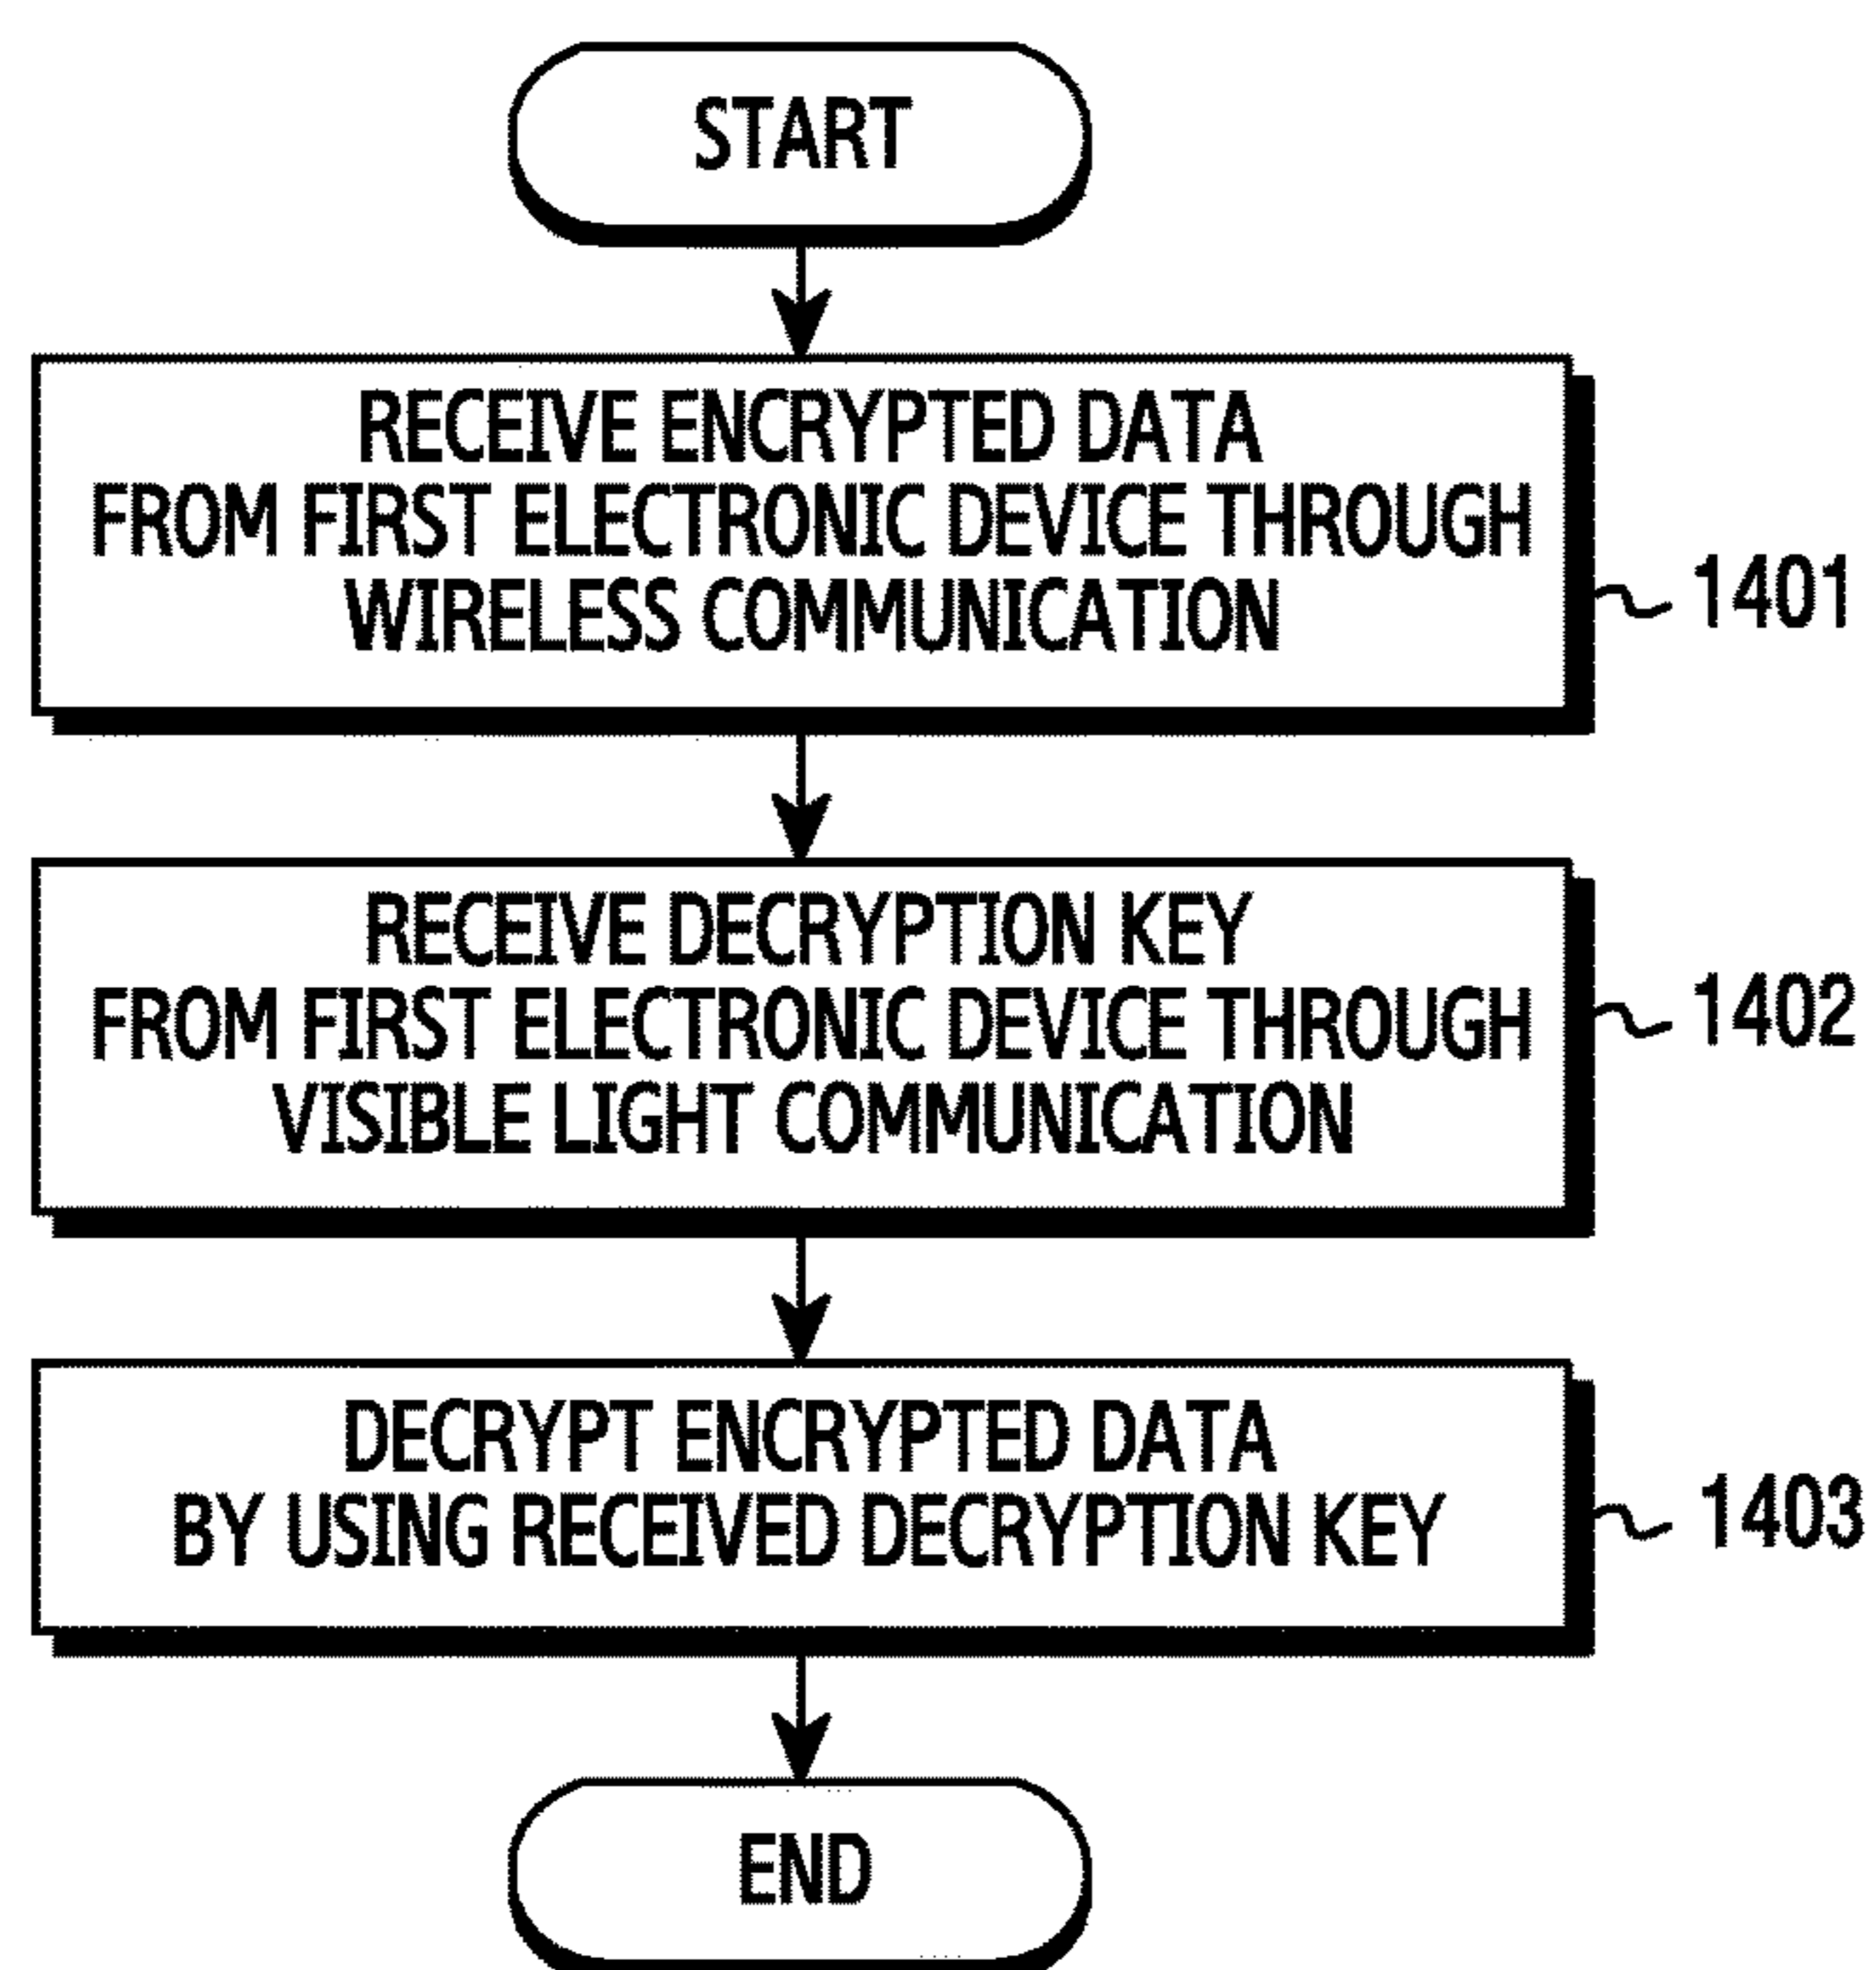 START
RECEIVE ENCRYPTED DATA
FROM FIRST ELECTRONIC DEVICE THROUGH
WIRELESS COMMUNICATION
1401
RECEIVE DECRYPTION KEY
FROM FIRST ELECTRONIC DEVICE THROUGH
VISIBLE LIGHT COMMUNICATION
1402
DECRYPT ENCRYPTED DATA
BY USING RECEIVED DECRYPTION KEY
1403
END